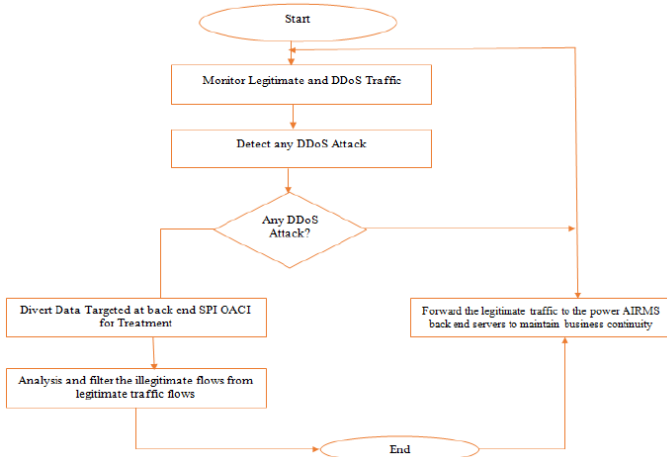 Start
Monitor Legitimate and DDoS Traffic
Detect any DDoS Attack
Any DDoS
Attack?
Divert Data Targeted at back end SPI OACI
for Treatment
Forward the legitimate traffic to the power AIRMS
back end servers to maintain business continuity
Analysis and filter the illegitimate flows from
legitimate traffic flows
End